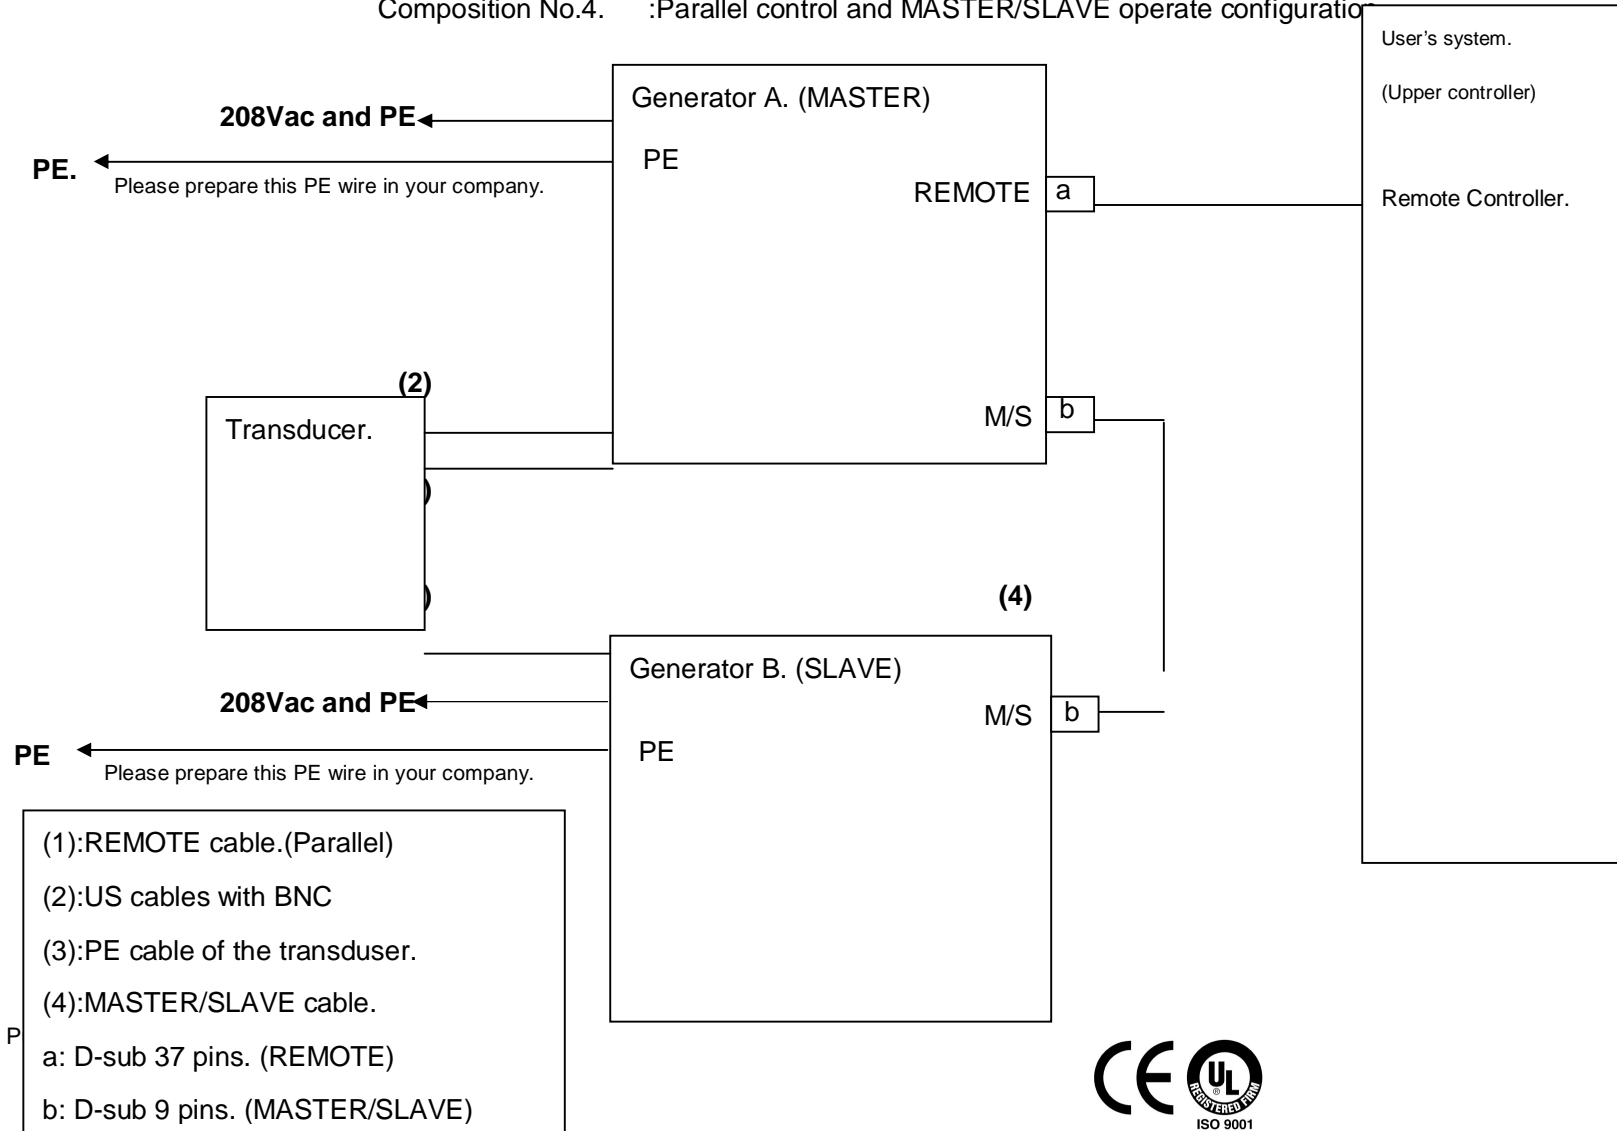 Composition No.4. :Parallel control and MASTER/SLAVE operate configuration
User's system.
(Upper controller)
Remote Controller.
Generator A. (MASTER)
208Vac and PE
PE
PE.
Please prepare this PE wire in your company.
REMOTE
a
(2)
Transducer.
M/S
b
)
)
(4)
Generator B. (SLAVE)
208Vac and PE
M/S
b
PE
PE
Please prepare this PE wire in your company.
(1):REMOTE cable.(Parallel)
(2):US cables with BNC
(3):PE cable of the transduser.
(4):MASTER/SLAVE cable.
P
a: D-sub 37 pins. (REMOTE)
b: D-sub 9 pins. (MASTER/SLAVE)
CE
UL
®
REGISTERED FIRM
ISO 9001